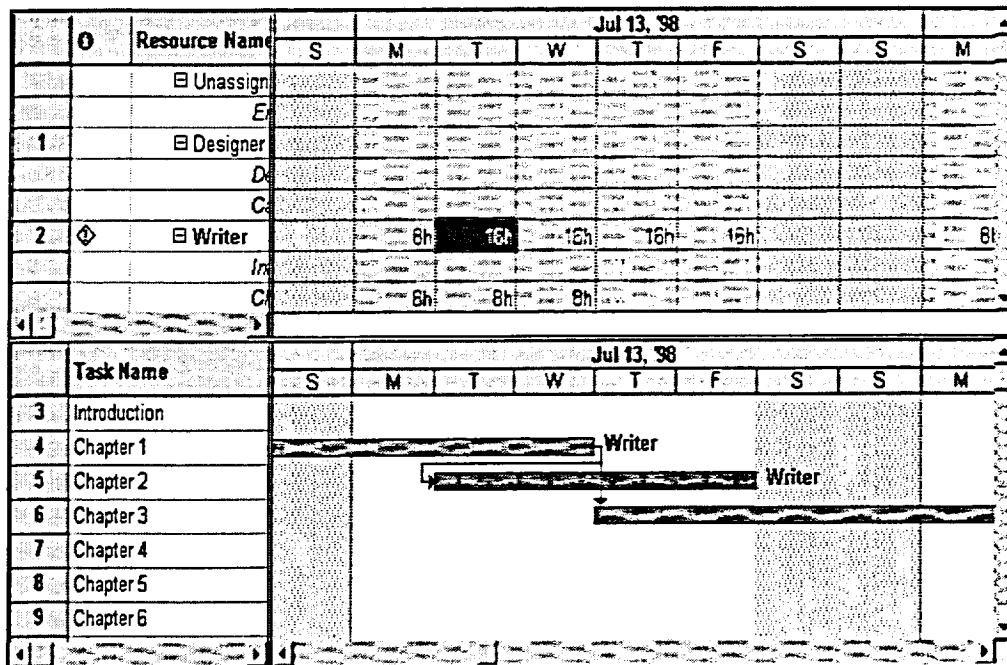 Jul 13, '98
Resource Name S M T W T F S S M
Unassign
E
1 Designer
D
Ca
2 Writer 8h 16h 16h 16h 16h 8h
In
C 8h 8h 8h
Jul 13, '98
Task Name S M T W T F S S M
3 Introduction
4 Chapter 1 Writer
5 Chapter 2 Writer
6 Chapter 3
7 Chapter 4
8 Chapter 5
9 Chapter 6